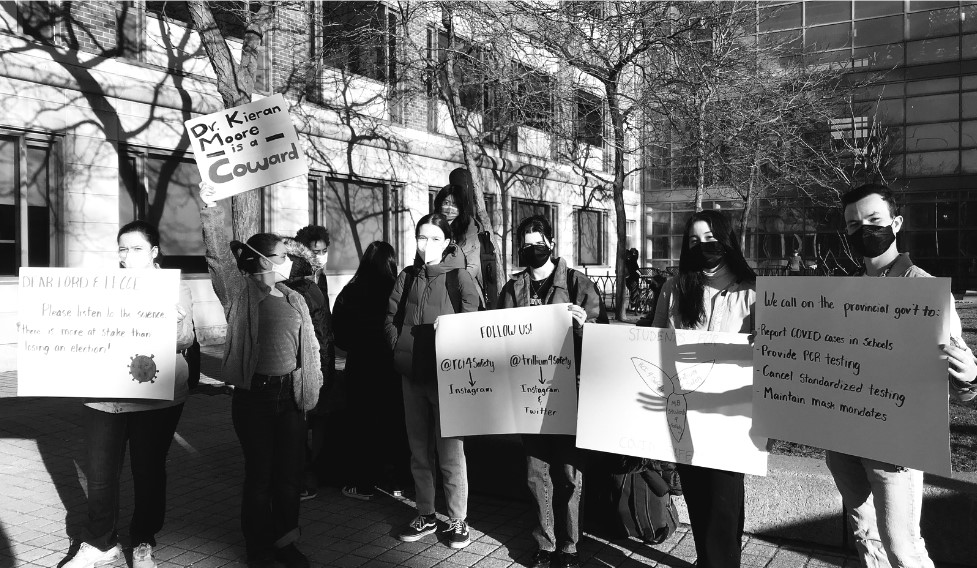 Dr. Kieran
Moore
is a
Coward
DEAR FORD & LECCE
Please listen to the science,
there is more at stake than
losing an election!
FOLLOW US!
@TCI4Safety
Instagram
@trillium4Safety
Instagram
&
Twitter
STUDENTS
We call on the provincial gov't to:
-Report COVID cases in schools
- Provide PCR testing
- Cancel standardized testing
- Maintain mask mandates